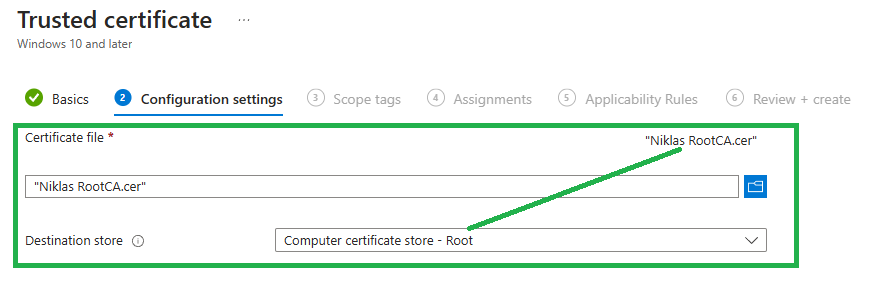 Trusted certificate ...
Windows 10 and later
Basics 2 Configuration settings 3 Scope tags 4 Assignments 5 Applicability Rules 6 Review + create
Certificate file * "Niklas RootCA.cer"
"Niklas RootCA.cer"
Destination store Computer certificate store - Root